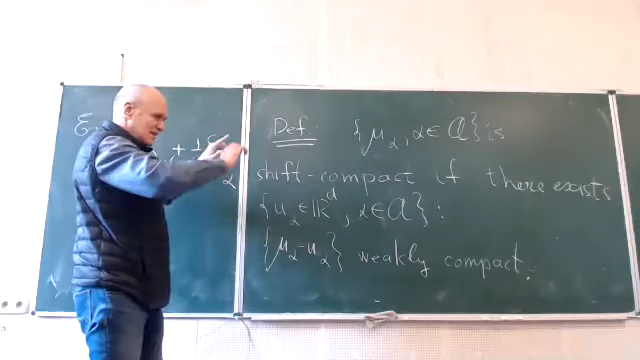 Def: {μ_α, α ∈ 𝒜} is
shift-compact if there exists
{u_α ∈ ℝ^d, α ∈ 𝒜}:
{μ_α - u_α} weakly compact.